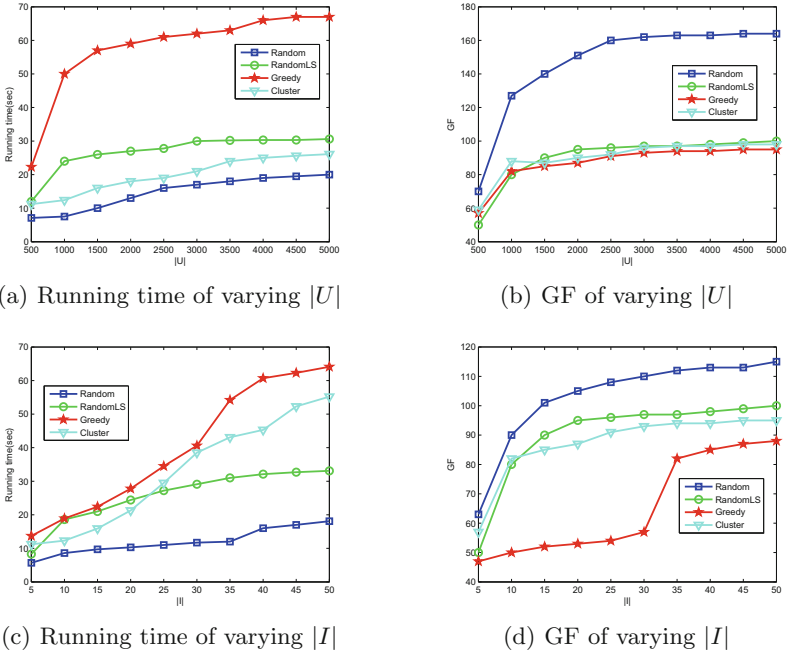 70
60
50
40
30
20
10
0
Running time(sec)
500 1000 1500 2000 2500 3000 3500 4000 4500 5000
|U|
Random
RandomLS
Greedy
Cluster
180
160
140
120
100
80
60
40
GF
500 1000 1500 2000 2500 3000 3500 4000 4500 5000
|U|
Random
RandomLS
Greedy
Cluster
a) Running time of varying |U|
(b) GF of varying |U|
70
60
50
40
30
20
10
0
Running time(sec)
5 10 15 20 25 30 35 40 45 50
|I|
Random
RandomLS
Greedy
Cluster
120
110
100
90
80
70
60
50
40
GF
5 10 15 20 25 30 35 40 45 50
|I|
Random
RandomLS
Greedy
Cluster
(c) Running time of varying |I|
(d) GF of varying |I|